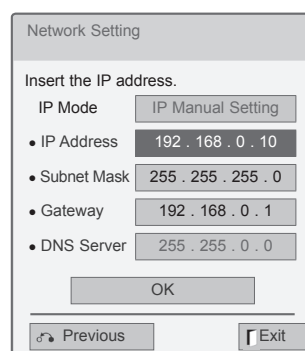 Network Setting
Insert the IP address.
IP Mode IP Manual Setting
• IP Address 192 . 168 . 0 . 10
• Subnet Mask 255 . 255 . 255 . 0
• Gateway 192 . 168 . 0 . 1
• DNS Server 255 . 255 . 0 . 0
OK
Previous Exit